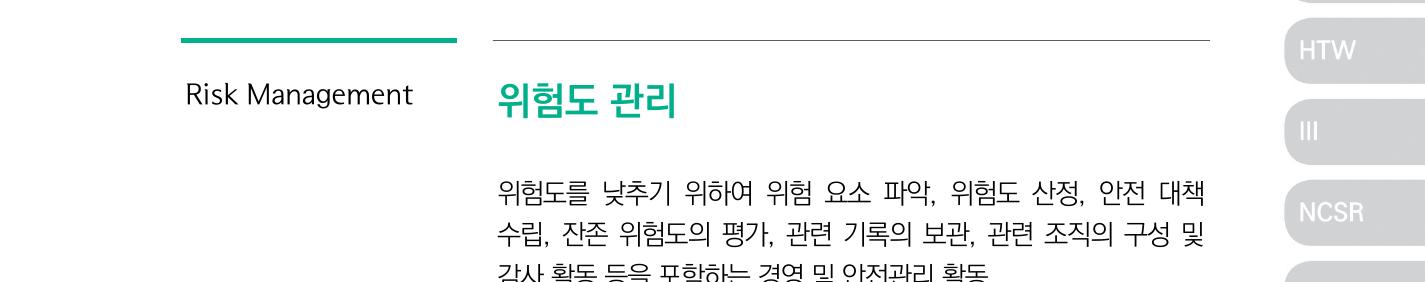 HTW
Risk Management
위험도 관리
III
위험도를 낮추기 위하여 위험 요소 파악, 위험도 산정, 안전 대책
NCSR
수립, 잔존 위험도의 평가, 관련 기록의 보관, 관련 조직의 구성 및
감사 활동 등을 포함하는 경영 및 안전관리 활동